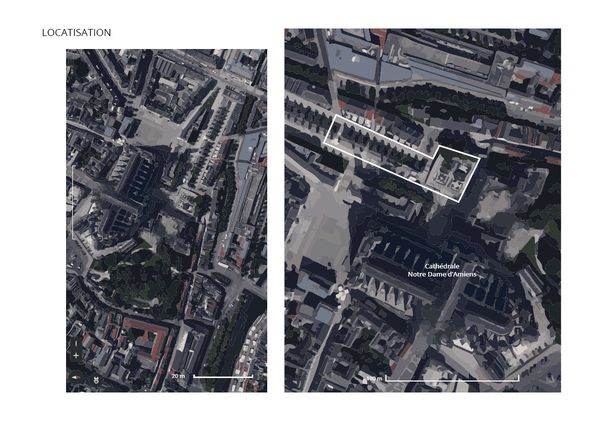 LOCATISATION
Cathédrale
Notre Dame d'Amiens
20 m
100 m